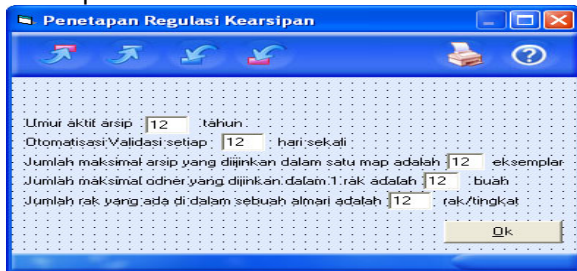 Penetapan Regulasi Kearsipan
Umur aktif arsip 12 tahun
Otomatisasi Validasi setiap 12 hari sekali
Jumlah maksimal arsip yang diijinkan dalam satu map adalah 12 eksemplar
Jumlah maksimal odner yang diijinkan dalam 1 rak adalah 12 buah
Jumlah rak yang ada di dalam sebuah almari adalah 12 rak/tingkat
Ok